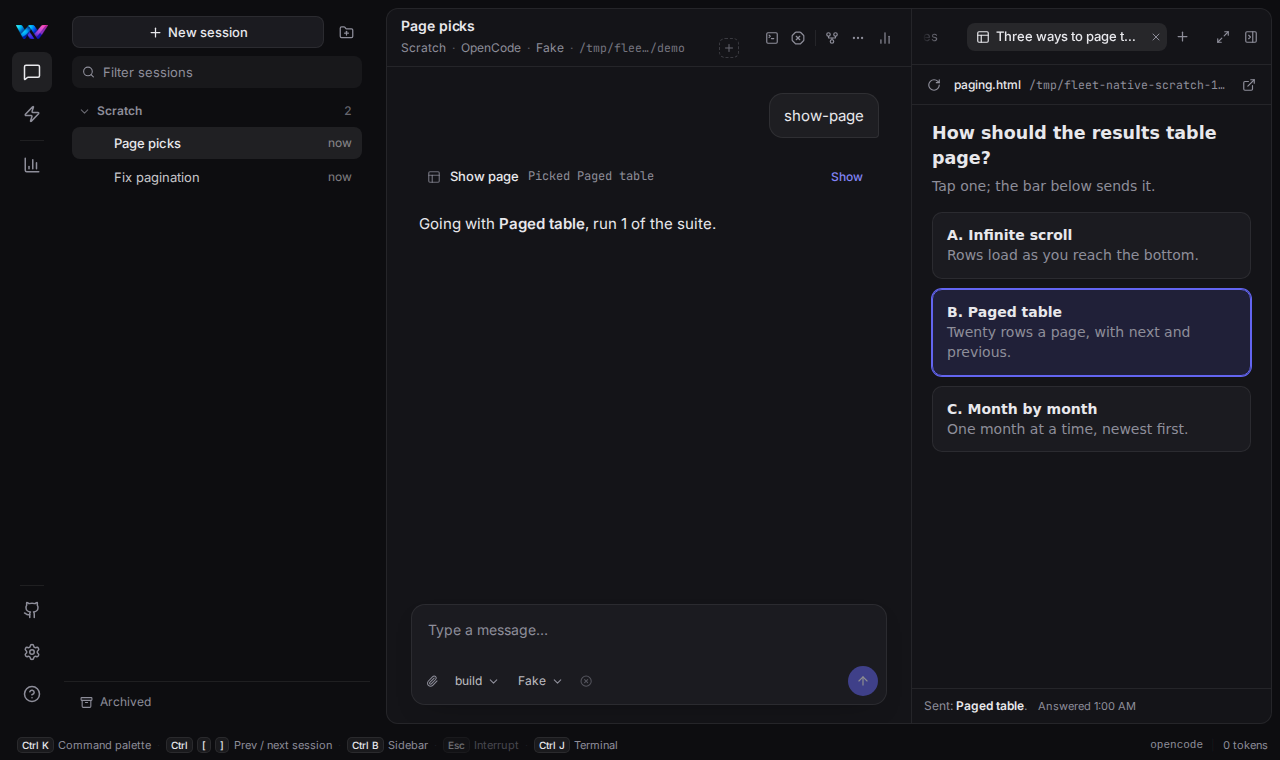 New session
Filter sessions
Scratch 2
Page picks now
Fix pagination now
Archived
Page picks
Scratch · OpenCode · Fake · /tmp/flee…/demo
show-page
Show page Picked Paged table Show
Going with Paged table, run 1 of the suite.
Type a message...
build Fake
es Three ways to page t...
paging.html /tmp/fleet-native-scratch-1…
How should the results table
page?
Tap one; the bar below sends it.
A. Infinite scroll
Rows load as you reach the bottom.
B. Paged table
Twenty rows a page, with next and
previous.
C. Month by month
One month at a time, newest first.
Sent: Paged table. Answered 1:00 AM
Ctrl K Command palette Ctrl [ ] Prev / next session Ctrl B Sidebar Esc Interrupt Ctrl J Terminal opencode 0 tokens